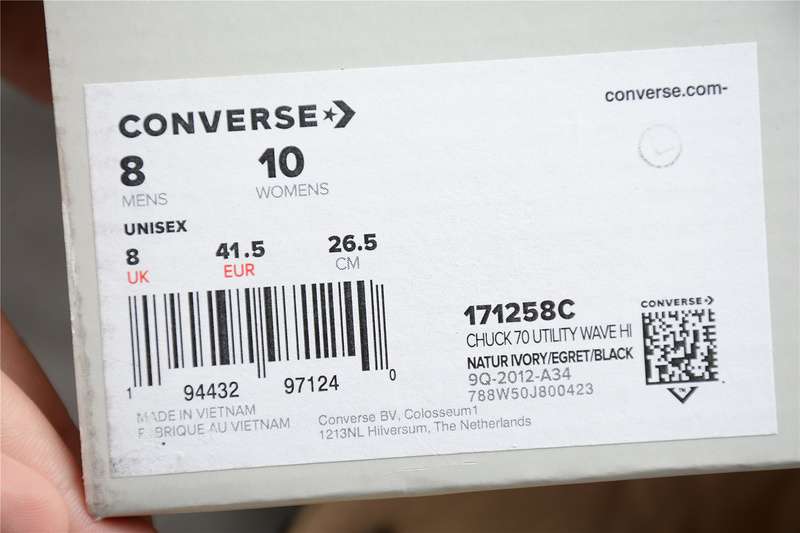 converse.com-
CONVERSE
8 10
MENS WOMENS
UNISEX
8 41.5 26.5
UK EUR CM
1 94432 97124 0
MADE IN VIETNAM
FABRIQUE AU VIETNAM
Converse BV, Colosseum1
1213NL Hilversum, The Netherlands
171258C
CHUCK 70 UTILITY WAVE HI
NATUR IVORY/EGRET/BLACK
9Q-2012-A34
788W50J800423
CONVERSE